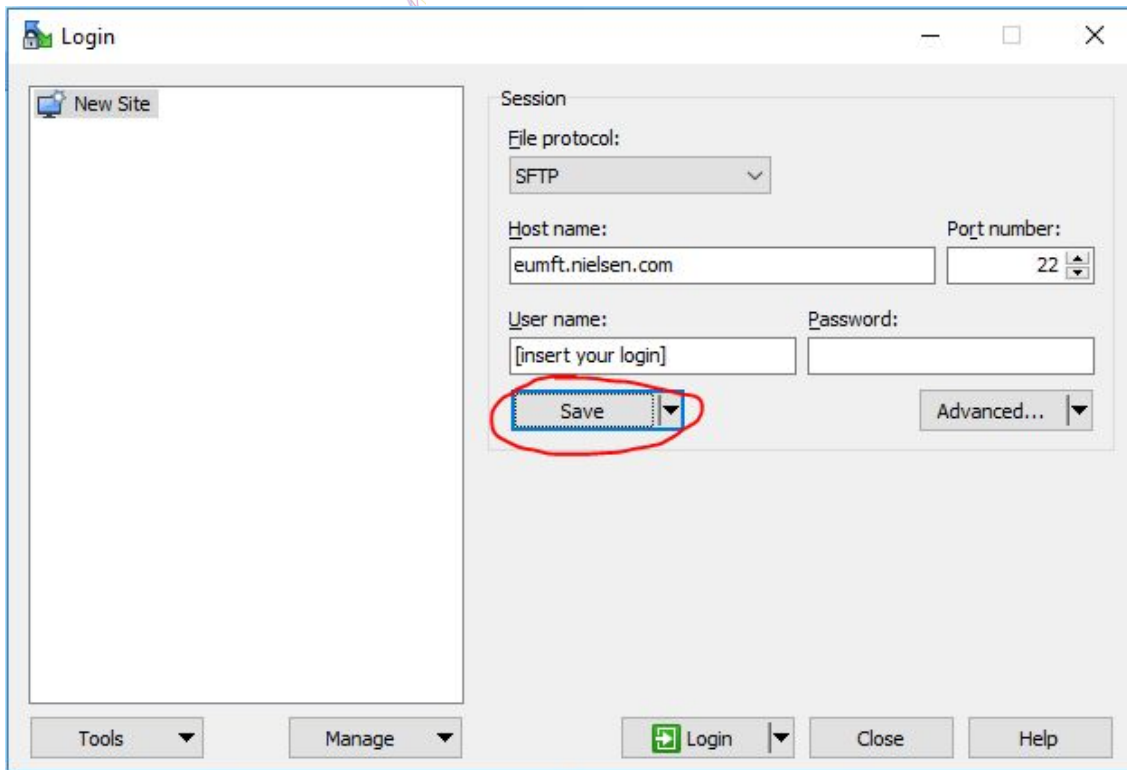 Login
New Site
Session
File protocol:
SFTP
Host name: Port number:
eumft.nielsen.com 22
User name: Password:
[insert your login]
Save Advanced...
Tools Manage Login Close Help